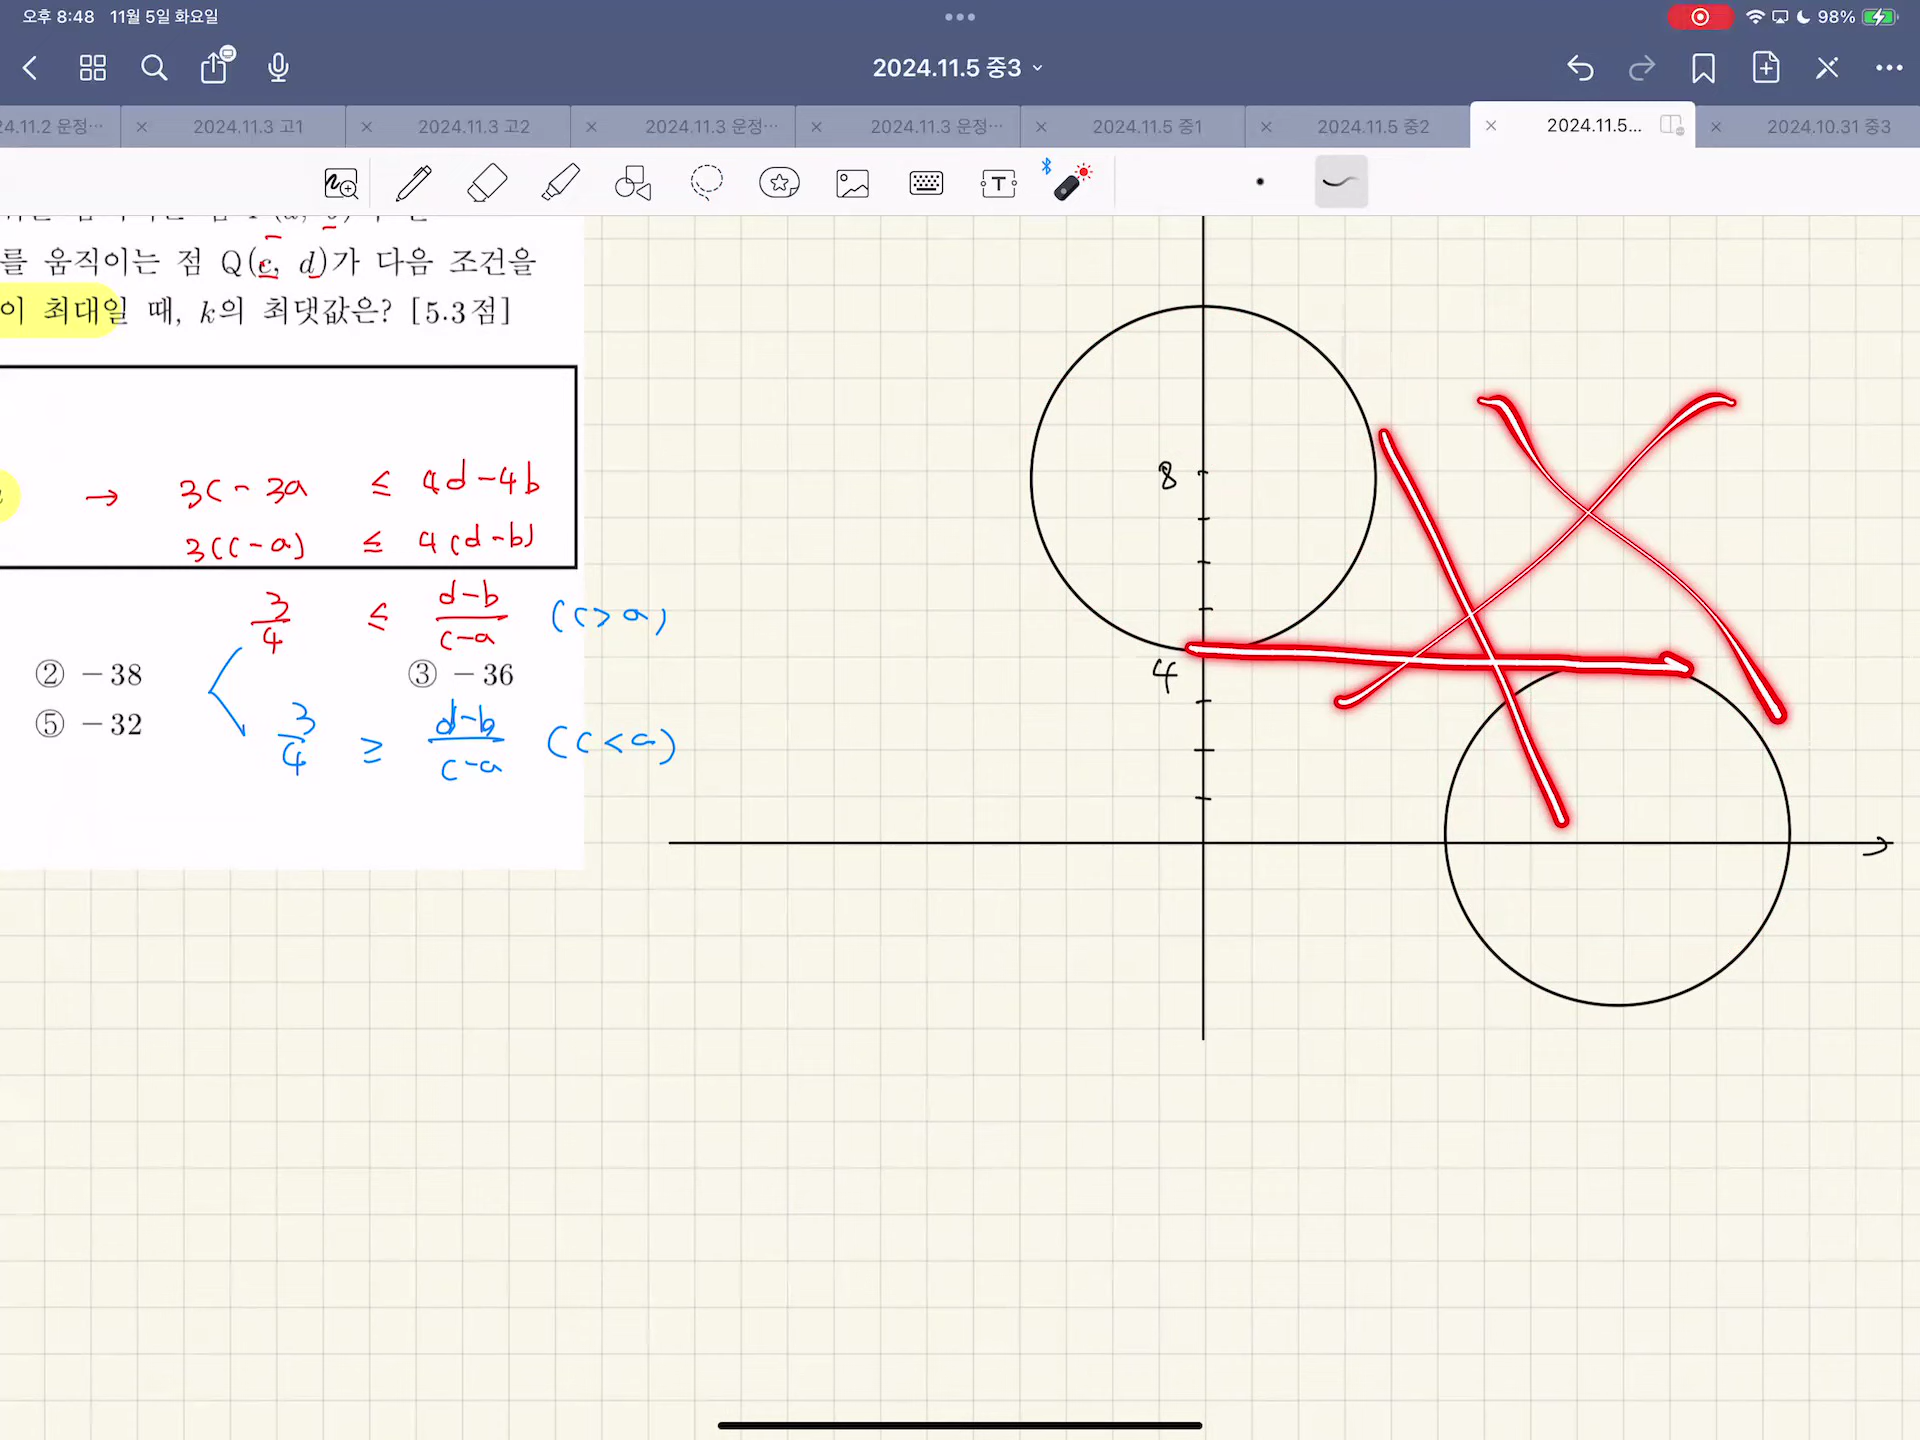 오후 8:48 11월 5일 화요일
98%
2024.11.5 중3
24.11.2 운정…
2024.11.3 고1
2024.11.3 고2
2024.11.3 운정…
2024.11.3 운정…
2024.11.5 중1
2024.11.5 중2
2024.11.5...
2024.10.31 중3
를 움직이는 점 Q(c, d)가 다음 조건을
이 최대일 때, k의 최댓값은? [5.3점]
→ 3c - 3a ≤ 4d - 4b
3(c - a) ≤ 4(d - b)
3/4 ≤ d-b/c-a (c > a)
② -38 ③ -36
⑤ -32
3/4 ≥ d-b/c-a (c < a)
8
4